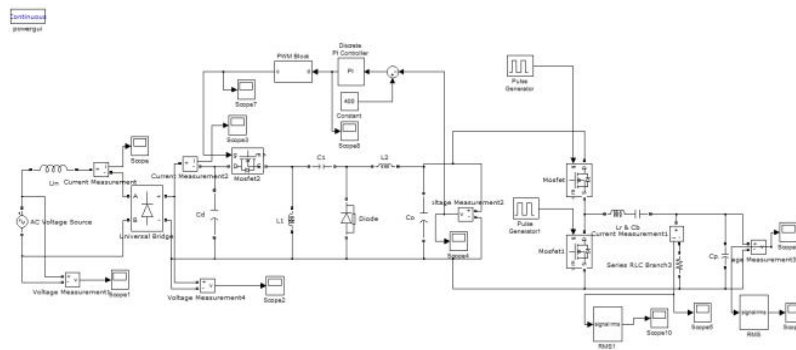 Continuous
powergui
Discrete
PI Controller
PWM Block
PI
Scope7
Constant
Scope8
Pulse
Generator
Scope
Scope3
Current Measurement
Current Measurement2
Mosfet2
C1
L2
Mosfet
AC Voltage Source
Universal Bridge
A
B
Cd
L1
Diode
Co
Voltage Measurement2
Scope4
Pulse
Generator1
Mosfet1
Lr & Cb
Current Measurement1
Series RLC Branch3
Cp
Scope
Voltage Measurement1
Scope1
Voltage Measurement4
Scope2
signal rms
RMS1
Scope10
signal rms
RMS